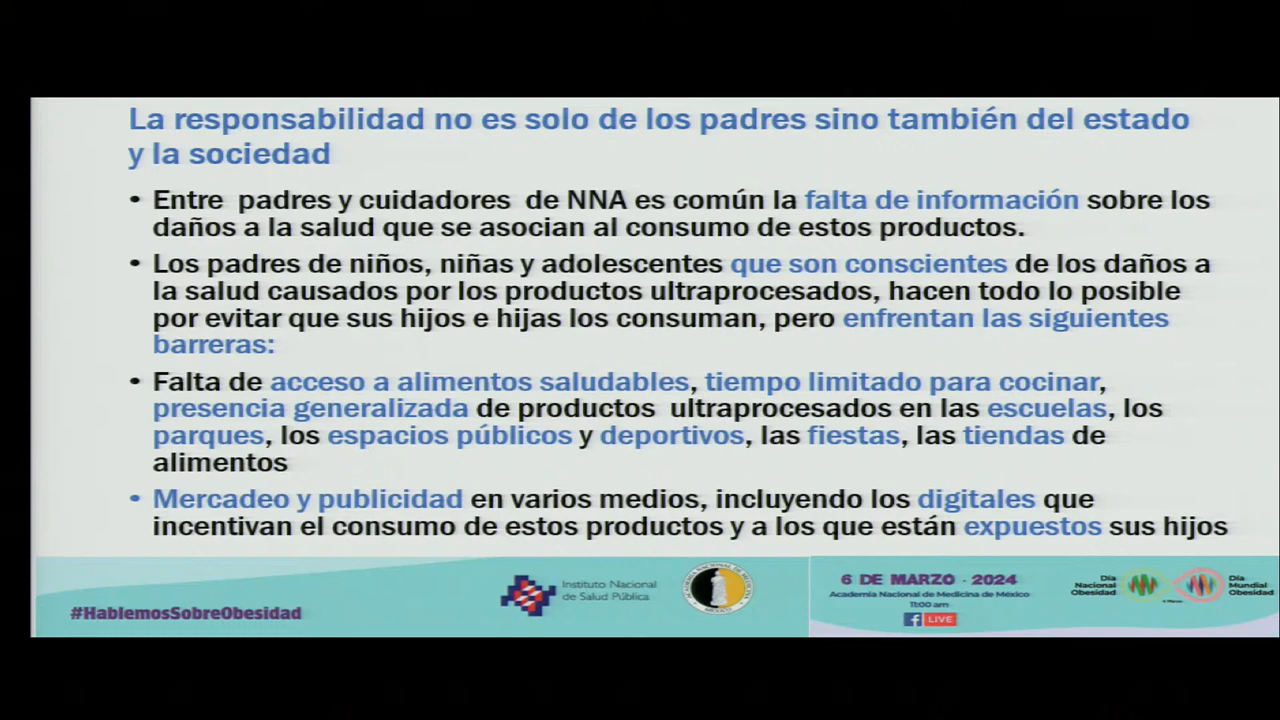 La responsabilidad no es solo de los padres sino también del estado
y la sociedad
• Entre padres y cuidadores de NNA es común la falta de información sobre los
daños a la salud que se asocian al consumo de estos productos.
• Los padres de niños, niñas y adolescentes que son conscientes de los daños a
la salud causados por los productos ultraprocesados, hacen todo lo posible
por evitar que sus hijos e hijas los consuman, pero enfrentan las siguientes
barreras:
• Falta de acceso a alimentos saludables, tiempo limitado para cocinar,
presencia generalizada de productos ultraprocesados en las escuelas, los
parques, los espacios públicos y deportivos, las fiestas, las tiendas de
alimentos
• Mercadeo y publicidad en varios medios, incluyendo los digitales que
incentivan el consumo de estos productos y a los que están expuestos sus hijos
#HablemosSobreObesidad
Instituto Nacional
de Salud Pública
6 DE MARZO · 2024
Academia Nacional de Medicina de México
11:00 am
LIVE
Día
Nacional
Obesidad
Día
Mundial
Obesidad